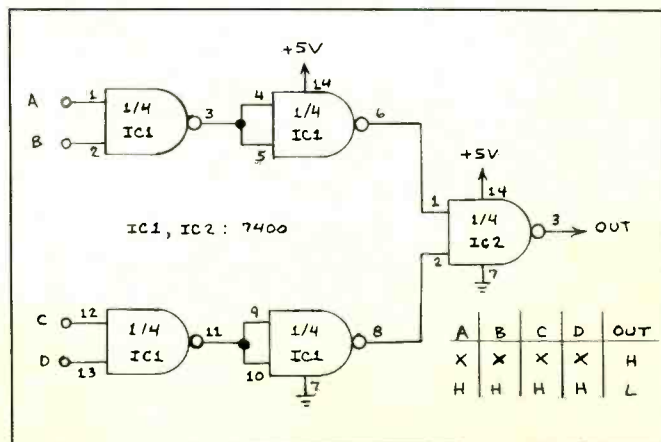 +5V
14
A 1 1/4 IC1 3 4 1/4 IC1 6
B 2 5
+5V
14
1 1/4 IC2 3 OUT
2
7
IC1, IC2: 7400
C 12 1/4 IC1 11 9 1/4 IC1 8
D 13 10
7
A B C D OUT
X X X X H
H H H H L